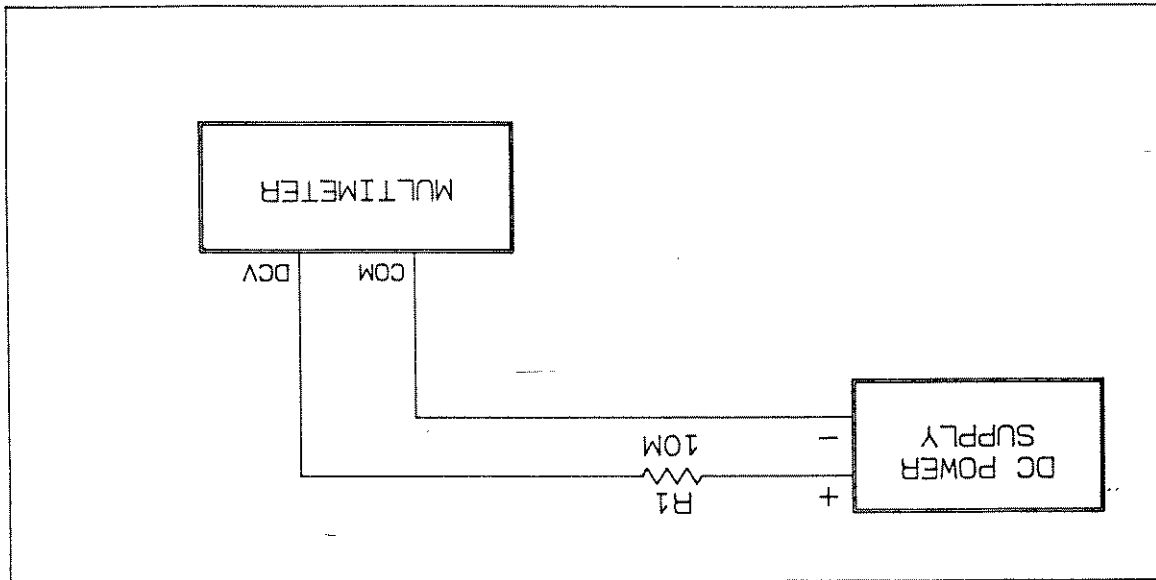 R1
10M
+
-
DC POWER
SUPPLY
DCV
COM
MULTIMETER